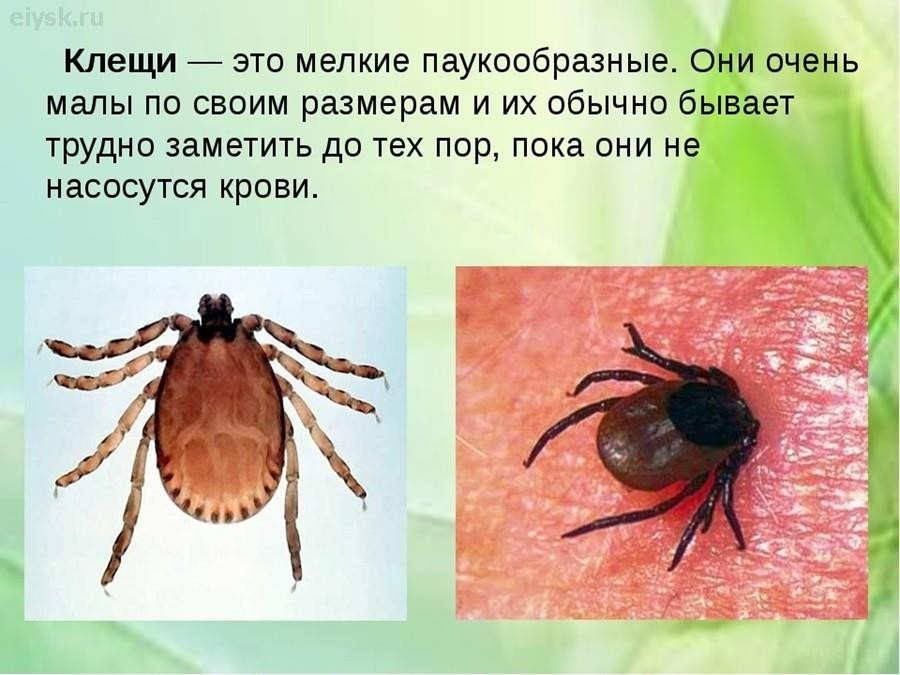 eiysk.ru
Клещи — это мелкие паукообразные. Они очень
малы по своим размерам и их обычно бывает
трудно заметить до тех пор, пока они не
насосутся крови.